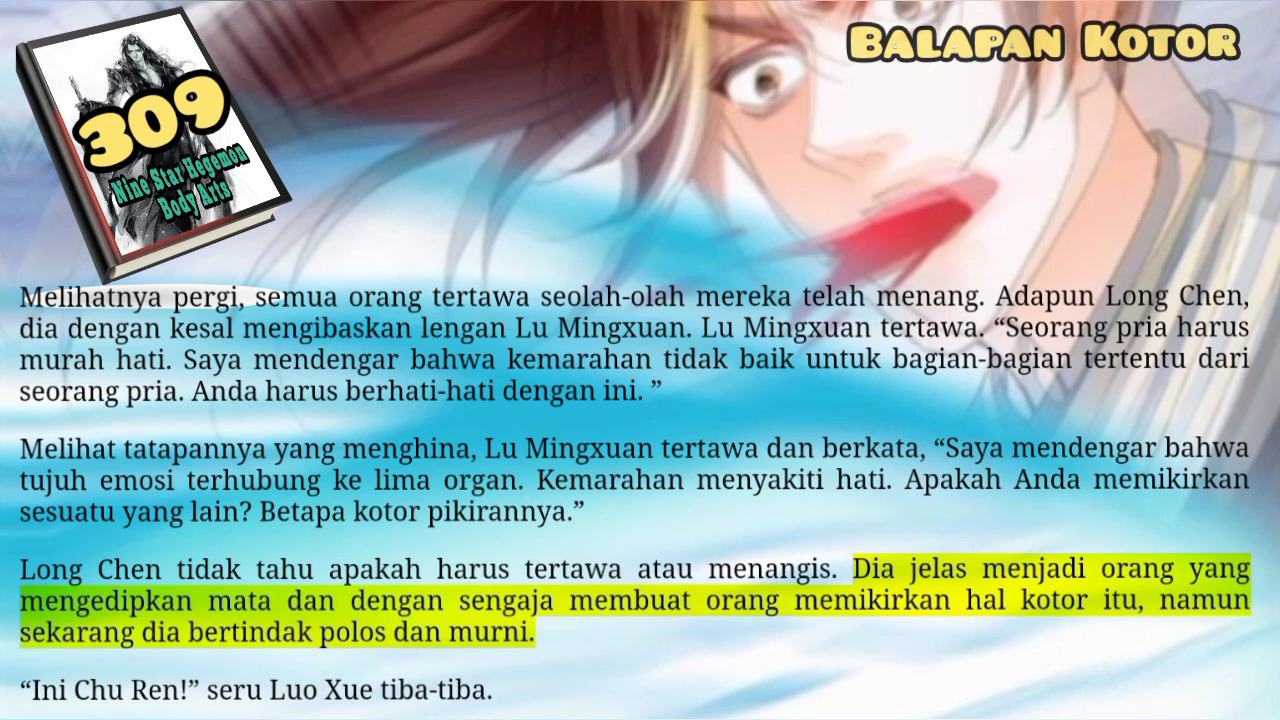 Balapan Kotor
309
Nine Star Hegemon
Body Arts
Melihatnya pergi, semua orang tertawa seolah-olah mereka telah menang. Adapun Long Chen,
dia dengan kesal mengibaskan lengan Lu Mingxuan. Lu Mingxuan tertawa. “Seorang pria harus
murah hati. Saya mendengar bahwa kemarahan tidak baik untuk bagian-bagian tertentu dari
seorang pria. Anda harus berhati-hati dengan ini. ”
Melihat tatapannya yang menghina, Lu Mingxuan tertawa dan berkata, “Saya mendengar bahwa
tujuh emosi terhubung ke lima organ. Kemarahan menyakiti hati. Apakah Anda memikirkan
sesuatu yang lain? Betapa kotor pikirannya.”
Long Chen tidak tahu apakah harus tertawa atau menangis. Dia jelas menjadi orang yang
mengedipkan mata dan dengan sengaja membuat orang memikirkan hal kotor itu, namun
sekarang dia bertindak polos dan murni.
“Ini Chu Ren!” seru Luo Xue tiba-tiba.